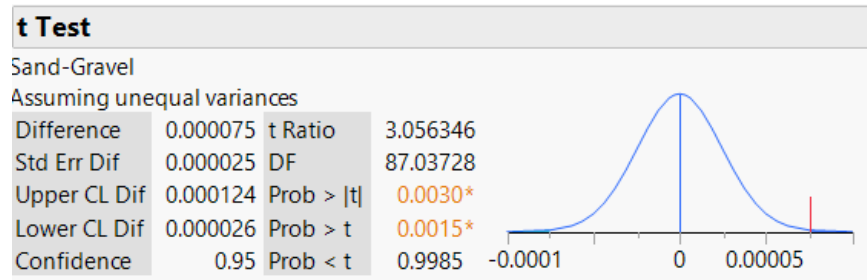 t Test
Sand-Gravel
Assuming unequal variances
Difference 0.000075 t Ratio 3.056346
Std Err Dif 0.000025 DF 87.03728
Upper CL Dif 0.000124 Prob > |t| 0.0030*
Lower CL Dif 0.000026 Prob > t 0.0015*
Confidence 0.95 Prob < t 0.9985
-0.0001 0 0.00005